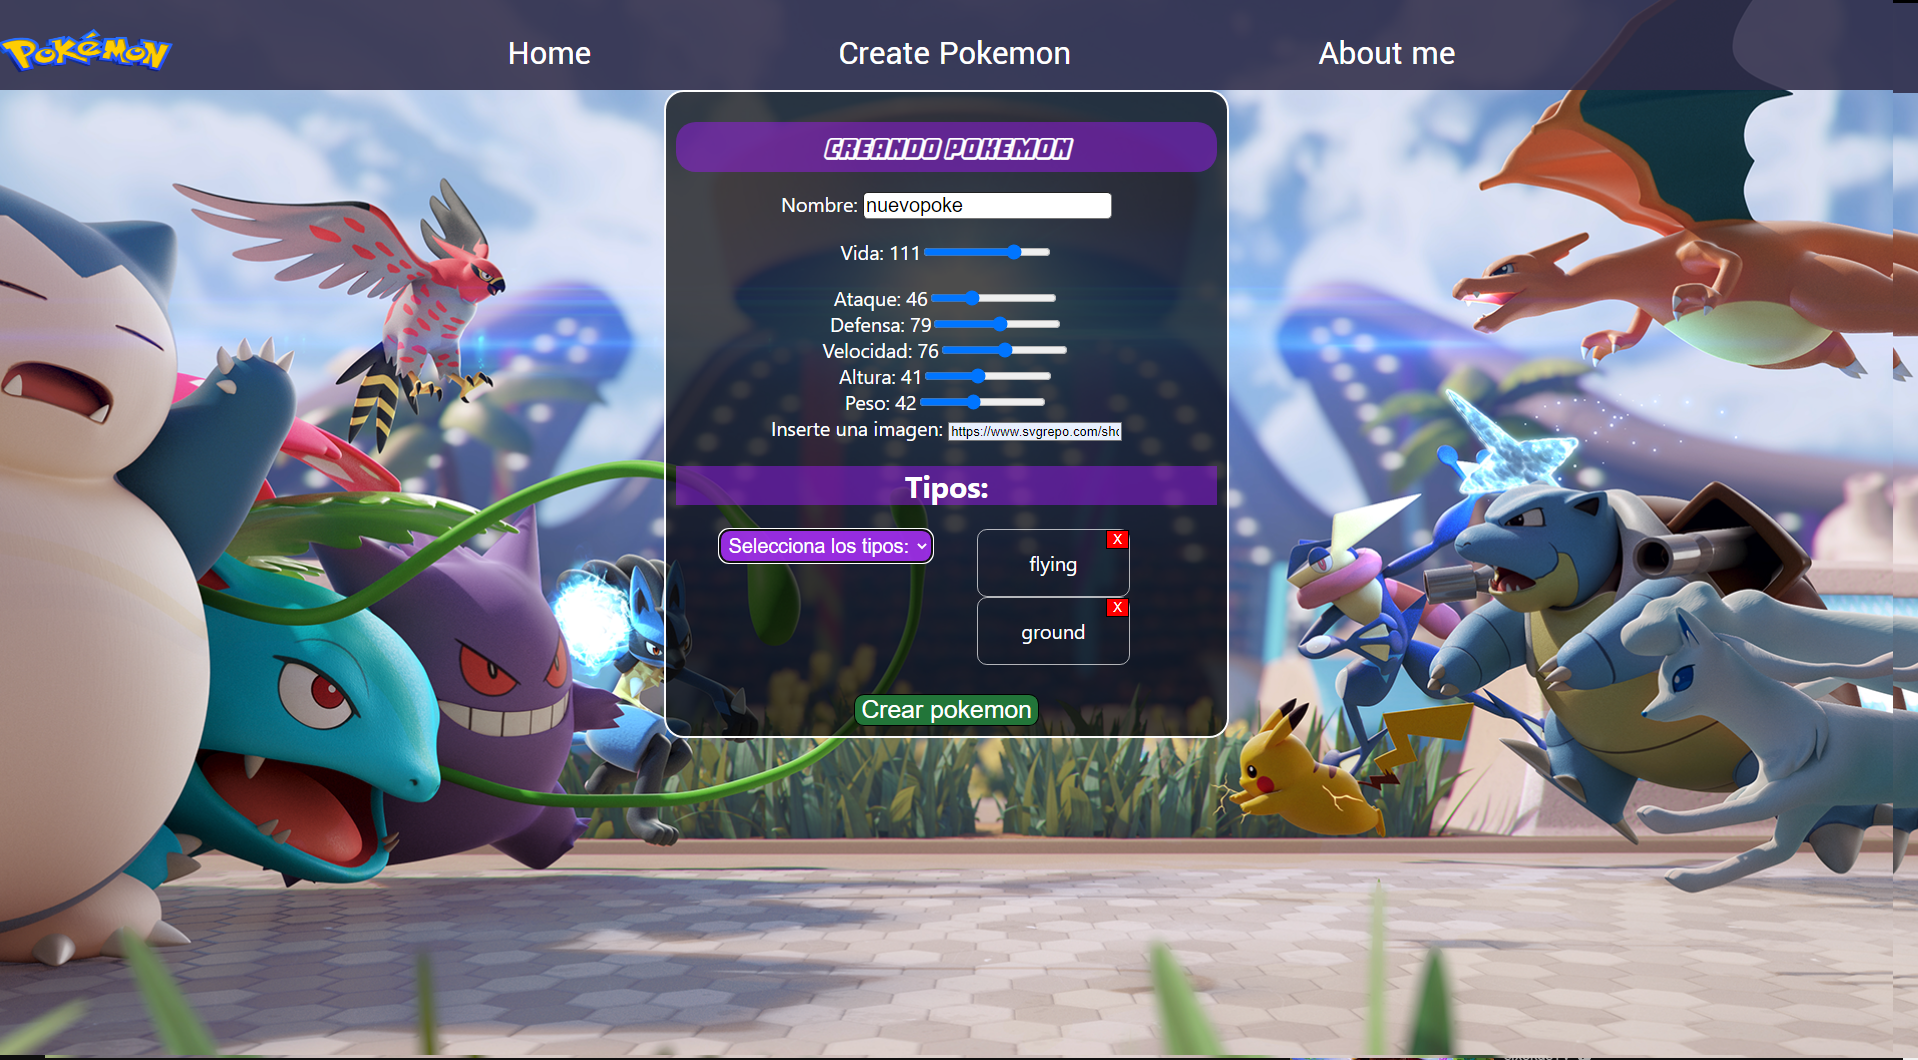 Pokémon
Home
Create Pokemon
About me
CREANDO POKEMON
Nombre: nuevopoke
Vida: 111
Ataque: 46
Defensa: 79
Velocidad: 76
Altura: 41
Peso: 42
Inserte una imagen: https://www.svgrepo.com/sho
Tipos:
Selecciona los tipos:
X
flying
X
ground
Crear pokemon